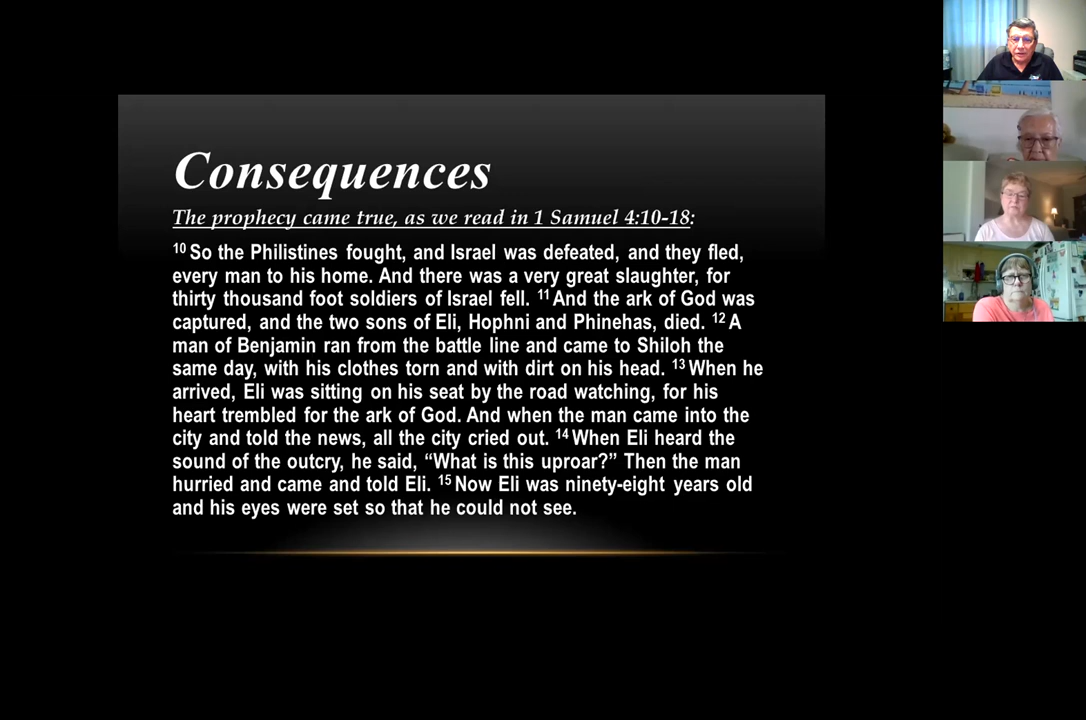 Consequences
The prophecy came true, as we read in 1 Samuel 4:10-18:
10 So the Philistines fought, and Israel was defeated, and they fled,
every man to his home. And there was a very great slaughter, for
thirty thousand foot soldiers of Israel fell. 11 And the ark of God was
captured, and the two sons of Eli, Hophni and Phinehas, died. 12 A
man of Benjamin ran from the battle line and came to Shiloh the
same day, with his clothes torn and with dirt on his head. 13 When he
arrived, Eli was sitting on his seat by the road watching, for his
heart trembled for the ark of God. And when the man came into the
city and told the news, all the city cried out. 14 When Eli heard the
sound of the outcry, he said, “What is this uproar?” Then the man
hurried and came and told Eli. 15 Now Eli was ninety-eight years old
and his eyes were set so that he could not see.